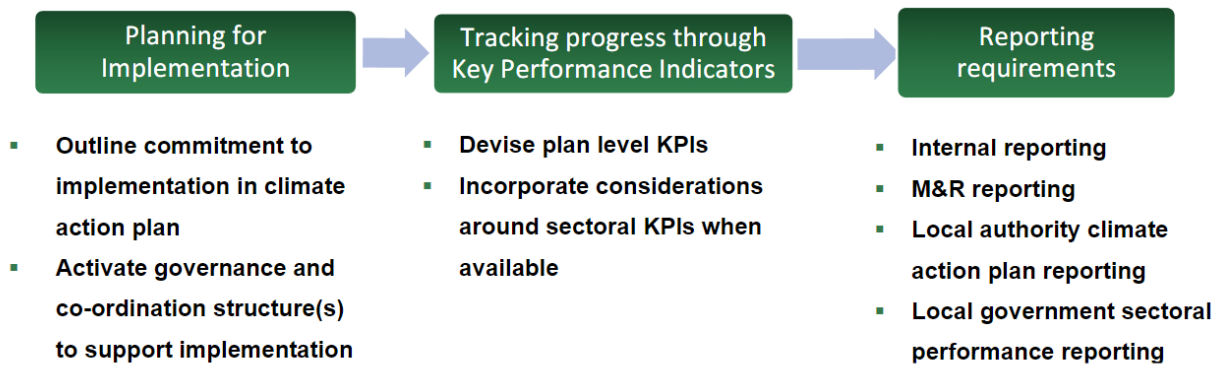 Planning for
Implementation
Tracking progress through
Key Performance Indicators
Reporting
requirements
▪ Outline commitment to
implementation in climate
action plan
▪ Activate governance and
co-ordination structure(s)
to support implementation
▪ Devise plan level KPIs
▪ Incorporate considerations
around sectoral KPIs when
available
▪ Internal reporting
▪ M&R reporting
▪ Local authority climate
action plan reporting
▪ Local government sectoral
performance reporting